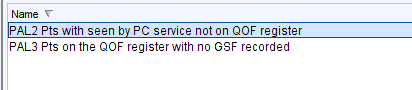 Name
PAL2 Pts with seen by PC service not on QOF register
PAL3 Pts on the QOF register with no GSF recorded